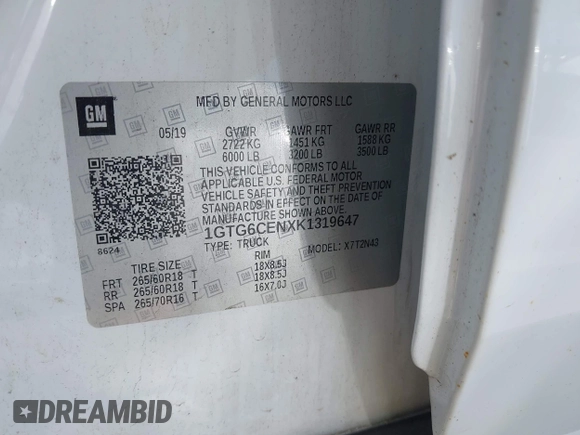 MFD BY GENERAL MOTORS LLC
GM
05/19 GVWR GAWR FRT GAWR RR
2722 KG 1451 KG 1588 KG
6000 LB 3200 LB 3500 LB
THIS VEHICLE CONFORMS TO ALL
APPLICABLE U.S. FEDERAL MOTOR
VEHICLE SAFETY AND THEFT PREVENTION
STANDARDS IN EFFECT ON THE DATE OF
MANUFACTURE SHOWN ABOVE.
1GTG6CENXK1319647
8624
TYPE: TRUCK MODEL: X7T2N43
TIRE SIZE RIM
FRT 265/60R18 T 18X8.5J
RR 265/60R18 T 18X8.5J
SPA 265/70R16 T 16X7.0J
DREAMBID